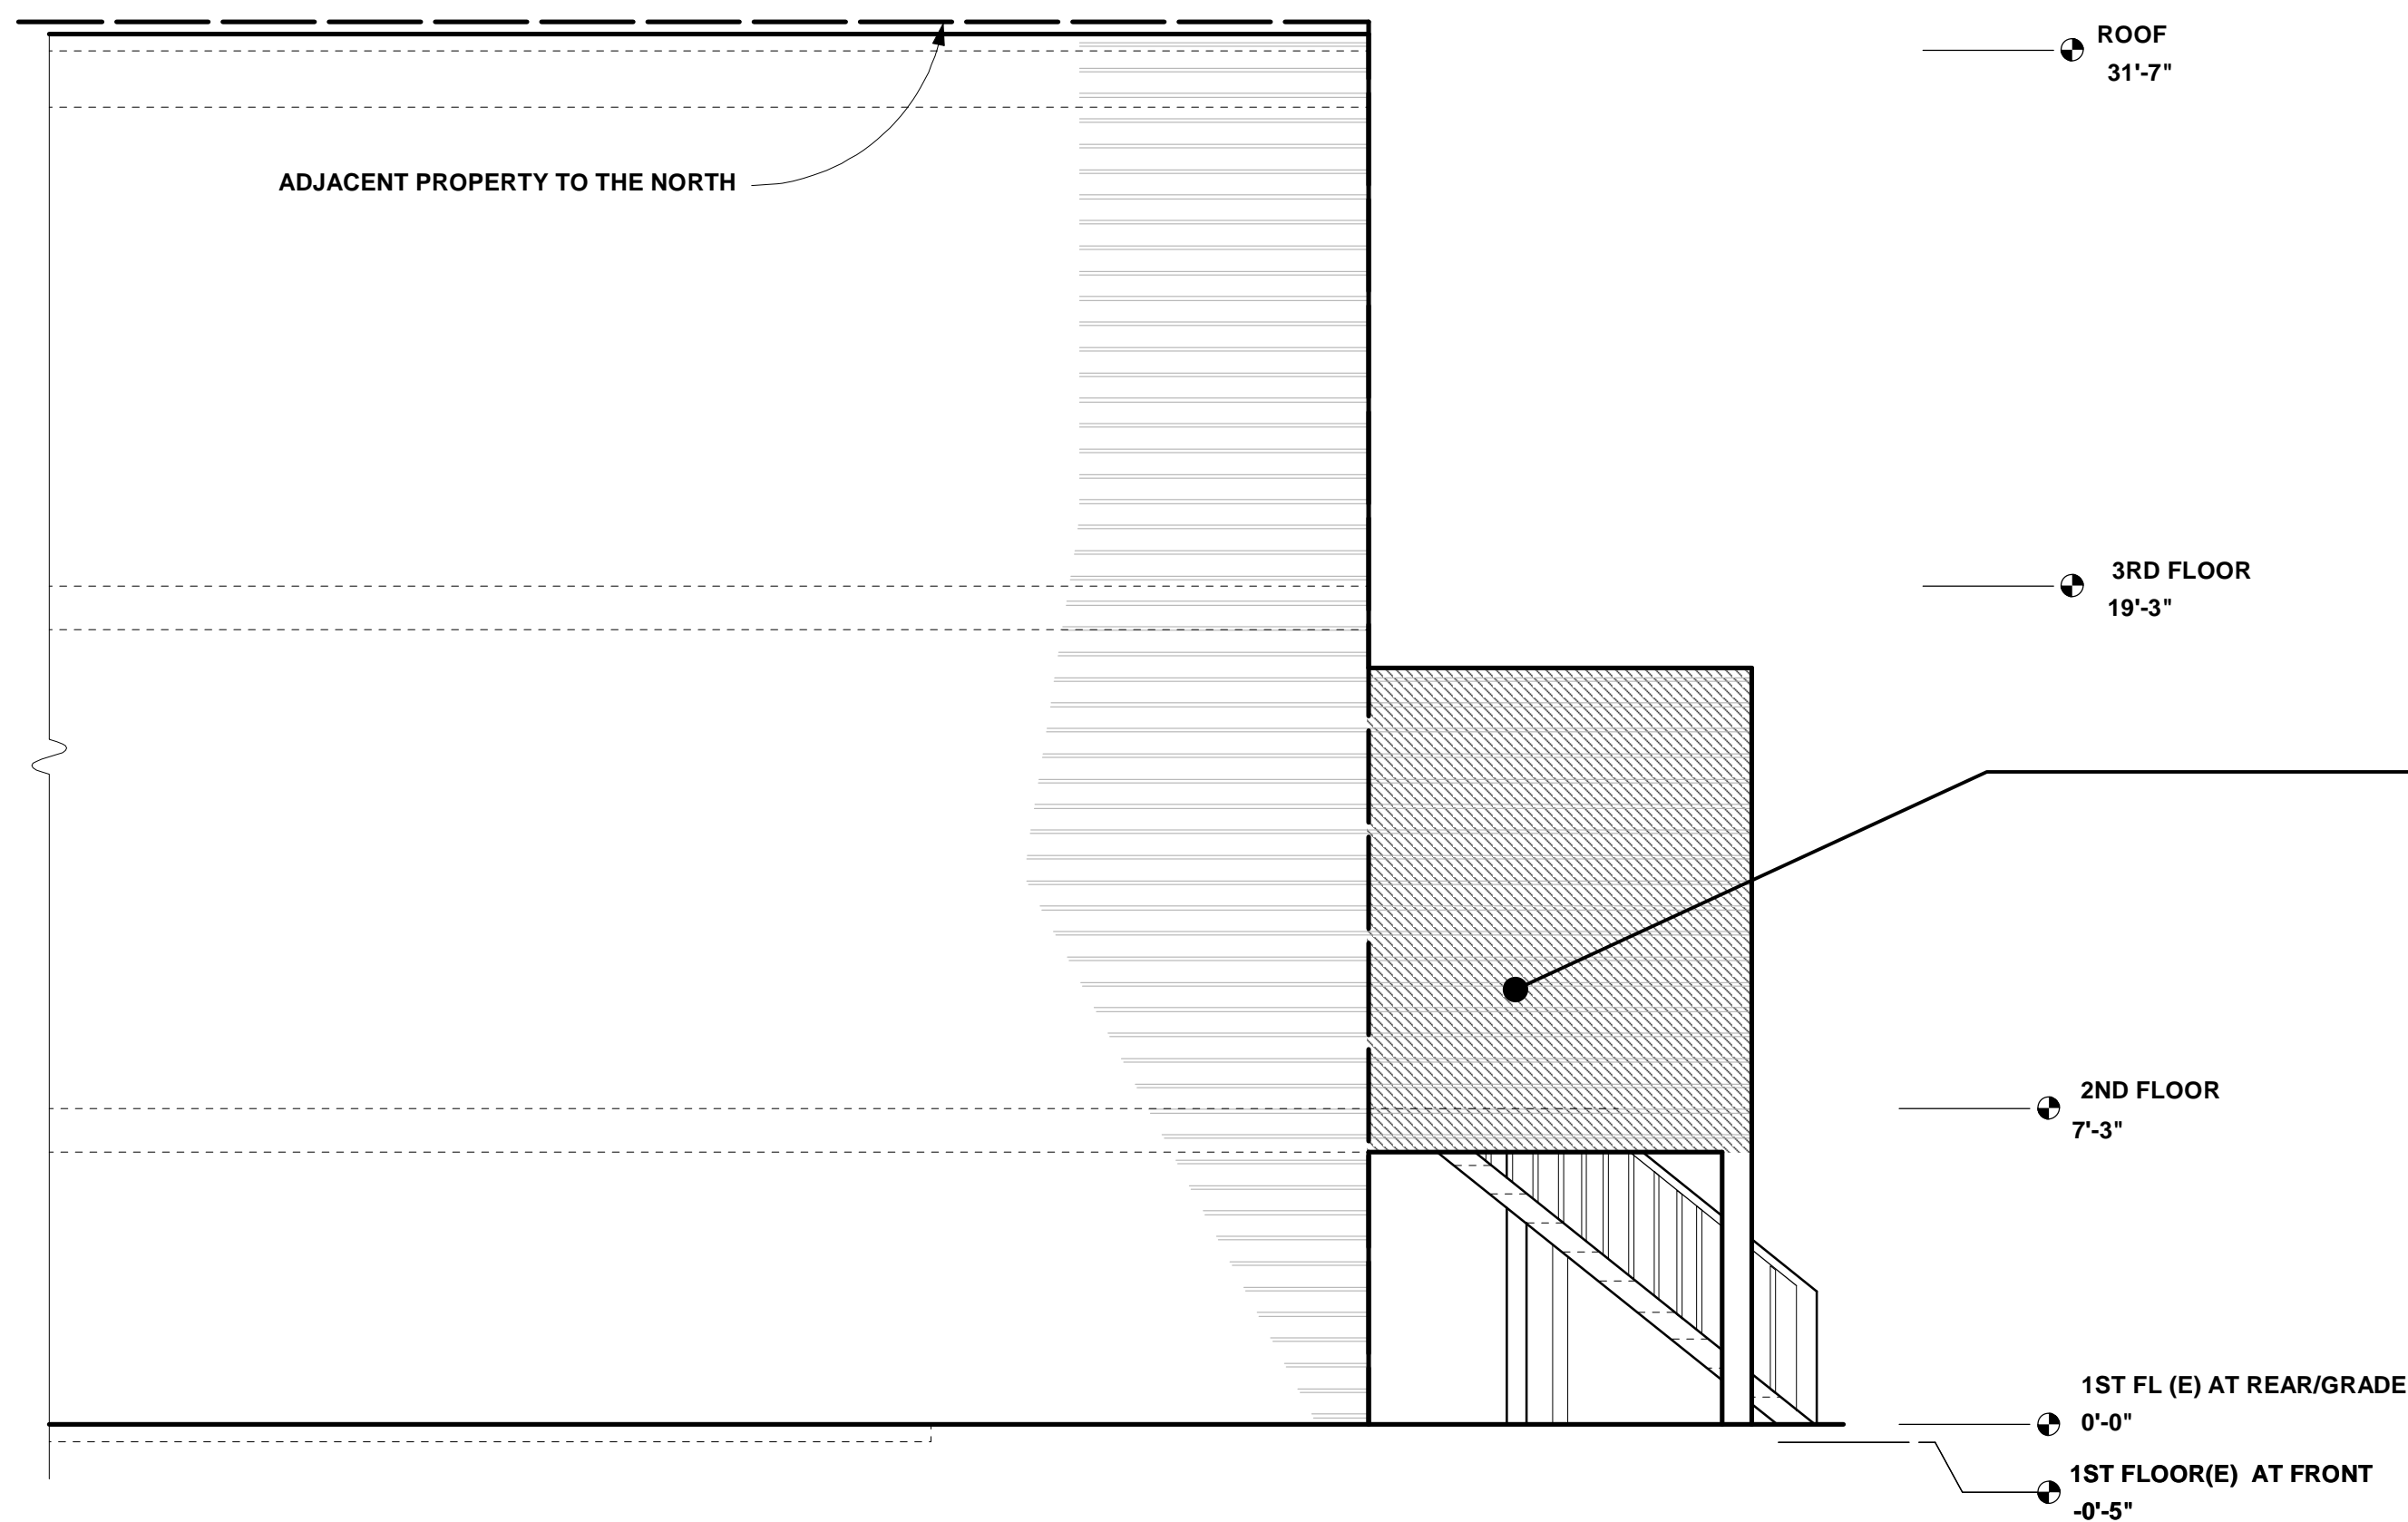 ROOF
31'-7"
ADJACENT PROPERTY TO THE NORTH
3RD FLOOR
19'-3"
2ND FLOOR
7'-3"
1ST FL (E) AT REAR/GRADE
0'-0"
1ST FLOOR(E) AT FRONT
-0'-5"